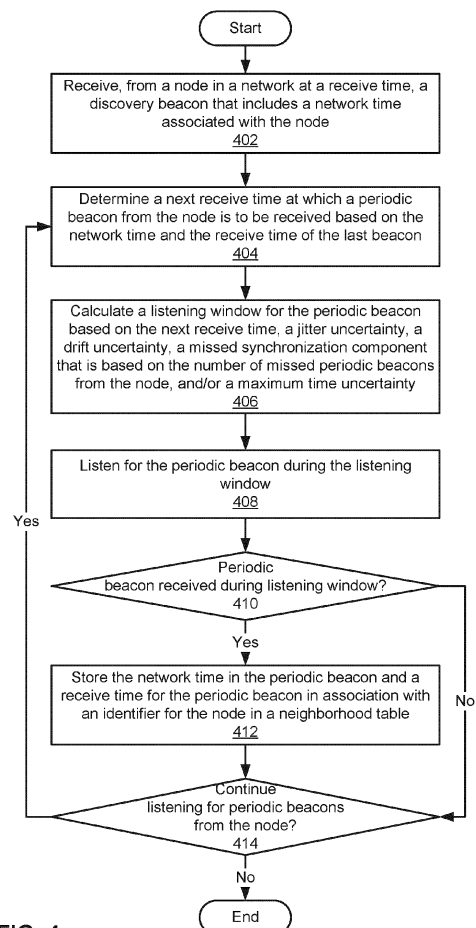 Start
Receive, from a node in a network at a receive time, a
discovery beacon that includes a network time
associated with the node
402
Determine a next receive time at which a periodic
beacon from the node is to be received based on the
network time and the receive time of the last beacon
404
Calculate a listening window for the periodic beacon
based on the next receive time, a jitter uncertainty, a
drift uncertainty, a missed synchronization component
that is based on the number of missed periodic beacons
from the node, and/or a maximum time uncertainty
406
Listen for the periodic beacon during the listening
window
408
Yes
Periodic
beacon received during listening window?
410
Yes
No
Store the network time in the periodic beacon and a
receive time for the periodic beacon in association with
an identifier for the node in a neighborhood table
412
Continue
listening for periodic beacons
from the node?
414
No
End